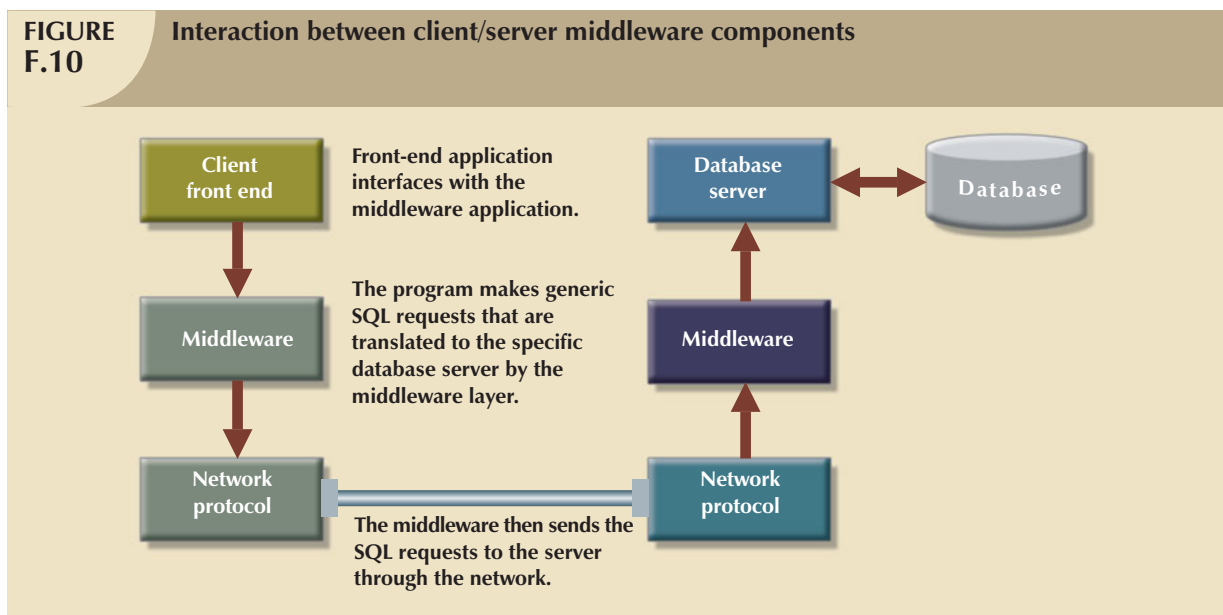 FIGURE
F.10
Interaction between client/server middleware components
Client
front end
Front-end application
interfaces with the
middleware application.
Database
server
Database
Middleware
The program makes generic
SQL requests that are
translated to the specific
database server by the
middleware layer.
Middleware
Network
protocol
The middleware then sends the
SQL requests to the server
through the network.
Network
protocol